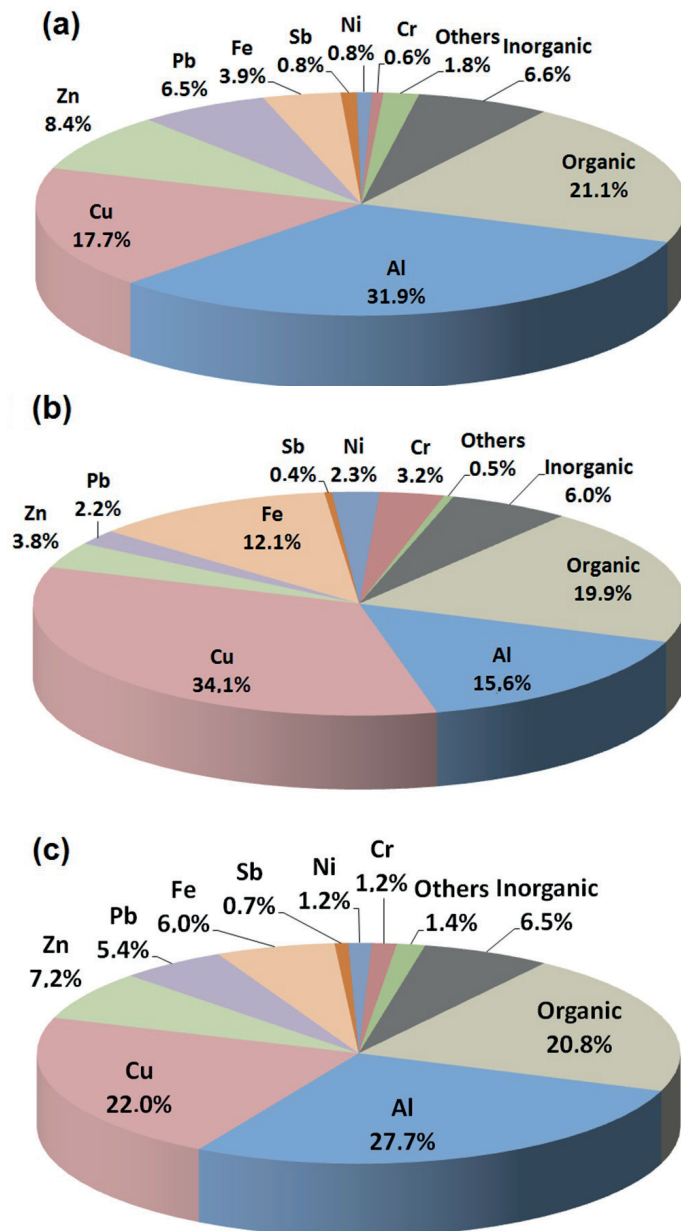 (a)
Zn
8.4%
Pb
6.5%
Fe
3.9%
Sb
0.8%
Ni
0.8%
Cr
0.6%
Others
1.8%
Inorganic
6.6%
Organic
21.1%
Cu
17.7%
Al
31.9%
(b)
Zn
3.8%
Pb
2.2%
Fe
12.1%
Sb
0.4%
Ni
2.3%
Cr
3.2%
Others
0.5%
Inorganic
6.0%
Organic
19.9%
Cu
34,1%
Al
15,6%
(c)
Zn
7,2%
Pb
5.4%
Fe
6,0%
Sb
0.7%
Ni
1.2%
Cr
1,2%
Others
1.4%
Inorganic
6.5%
Organic
20.8%
Cu
22.0%
Al
27.7%